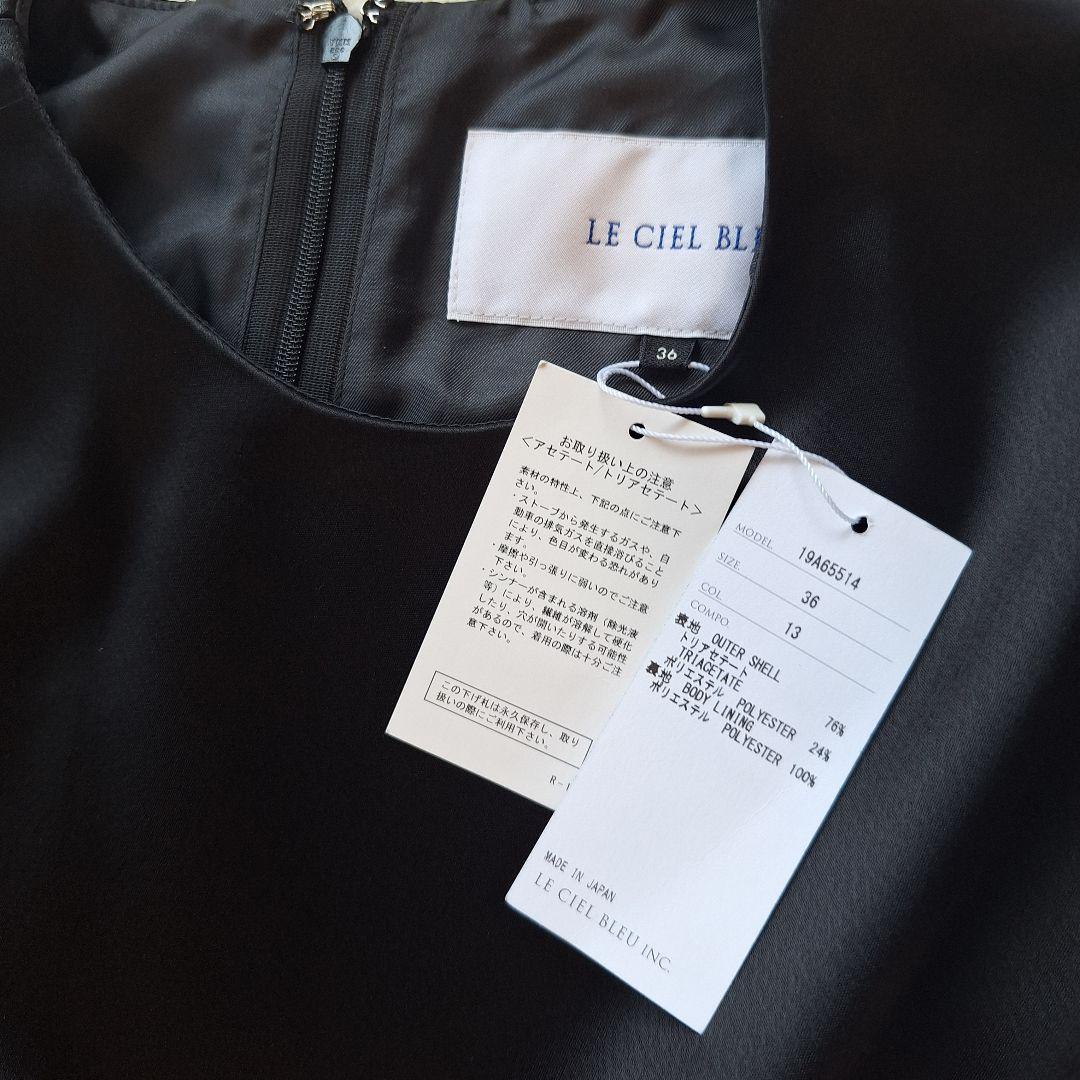 LE CIEL BLE
36
お取り扱い上の注意
＜アセテート/トリアセテート＞
素材の特性上、下記の点にご注意下
さい。
・ストーブから発生するガスや、自
動車の排気ガスを直接浴びること
により、色目が変わる恐れがあり
ます。
・摩擦や引っ張りに弱いのでご注意
下さい。
・シンナーが含まれる溶剤（除光液
等）により、繊維が溶解して硬化
したり、穴が開いたりする可能性
があるので、着用の際は十分ご注
意下さい。
この下げ札は永久保存し、取り
扱いの際にご利用下さい。
R-1
MODEL. 19A65514
SIZE. 36
COL 13
COMPO.
表地 OUTER SHELL
トリアセテート
TRIACETATE 76%
ポリエステル POLYESTER 24%
裏地 BODY LINING
ポリエステル POLYESTER 100%
MADE IN JAPAN
LE CIEL BLEU INC.